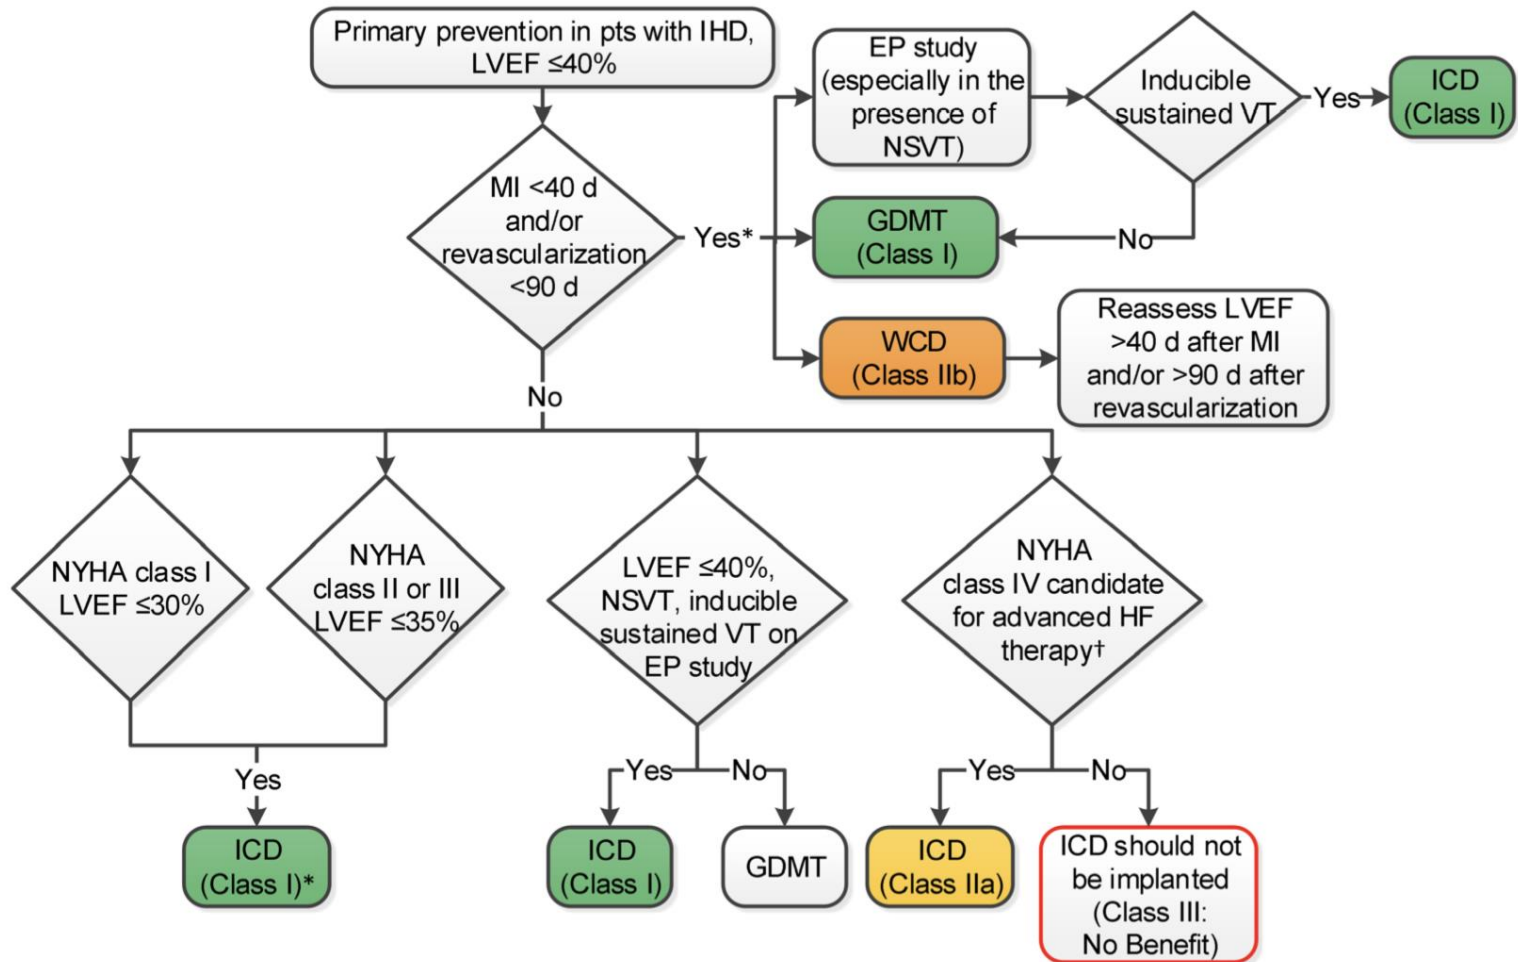 Primary prevention in pts with IHD,
LVEF ≤40%
MI <40 d
and/or
revascularization
<90 d
Yes*
EP study
(especially in the
presence of
NSVT)
Inducible
sustained VT
Yes
ICD
(Class I)
GDMT
(Class I)
No
WCD
(Class IIb)
Reassess LVEF
>40 d after MI
and/or >90 d after
revascularization
No
NYHA class I
LVEF ≤30%
NYHA
class II or III
LVEF ≤35%
LVEF ≤40%,
NSVT, inducible
sustained VT on
EP study
NYHA
class IV candidate
for advanced HF
therapy†
Yes
ICD
(Class I)*
Yes
No
ICD
(Class I)
GDMT
Yes
No
ICD
(Class IIa)
ICD should not
be implanted
(Class III:
No Benefit)